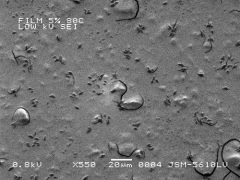 FILM 5% 80C
LOW kV SEI
0.8kV X550 20μm 0004 JSM-5610LV